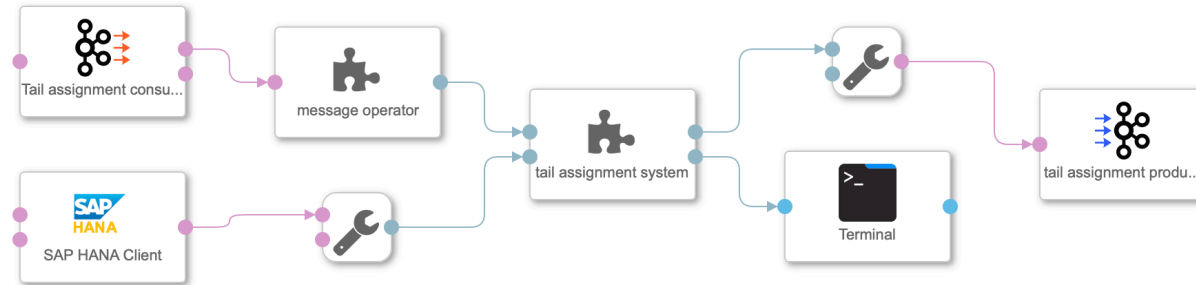 Tail assignment consu...
message operator
SAP
HANA
SAP HANA Client
tail assignment system
>_
Terminal
tail assignment produ...